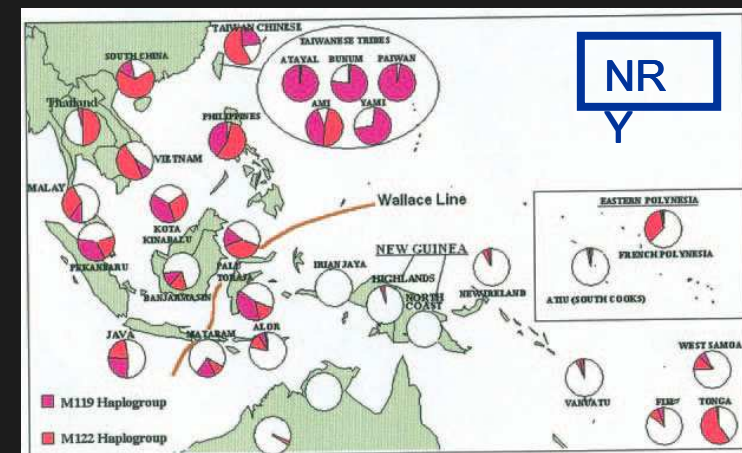 TAIWAN CHINESE
NR
Y
TAIWANESE TRIBES
SOUTH CHINA
ATAYAL BUNUM PAIWAN
Thailand
AMI YAMI
PHILIPPINES
VIETNAM
MALAY
Wallace Line
KOTA
KINABALU
EASTERN POLYNESIA
NEW GUINEA
FRENCH POLYNESIA
PEKANBARU
PALU
TORAJA
IRIAN JAYA
HIGHLANDS
BANJARMASIN
NORTH
COAST
NEW IRELAND
ATIU (SOUTH COOKS)
JAVA
MATARAM
ALOR
WEST SAMOA
VANUATU
FIJI
TONGA
M119 Haplogroup
M122 Haplogroup